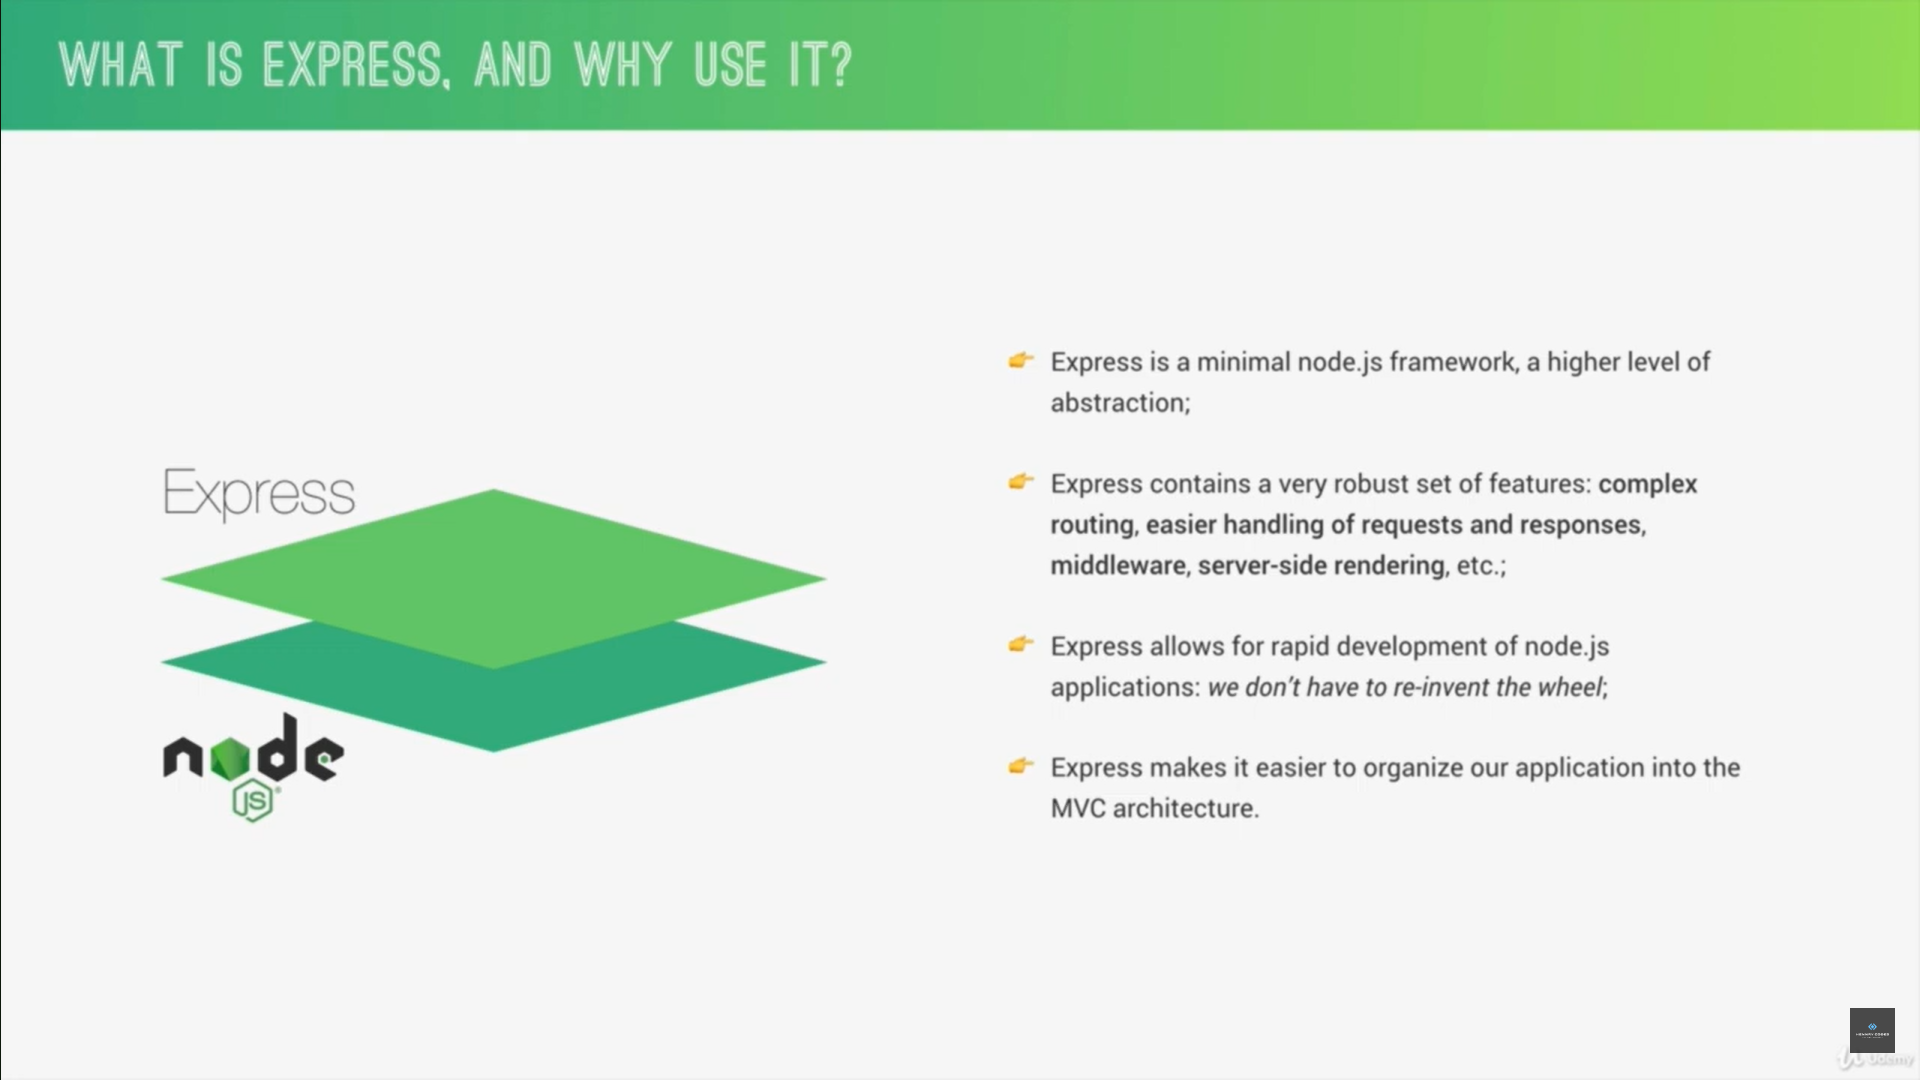 WHAT IS EXPRESS, AND WHY USE IT?
Express
node
JS
👉 Express is a minimal node.js framework, a higher level of
abstraction;
👉 Express contains a very robust set of features: complex
routing, easier handling of requests and responses,
middleware, server-side rendering, etc.;
👉 Express allows for rapid development of node.js
applications: we don’t have to re-invent the wheel;
👉 Express makes it easier to organize our application into the
MVC architecture.
Udemy